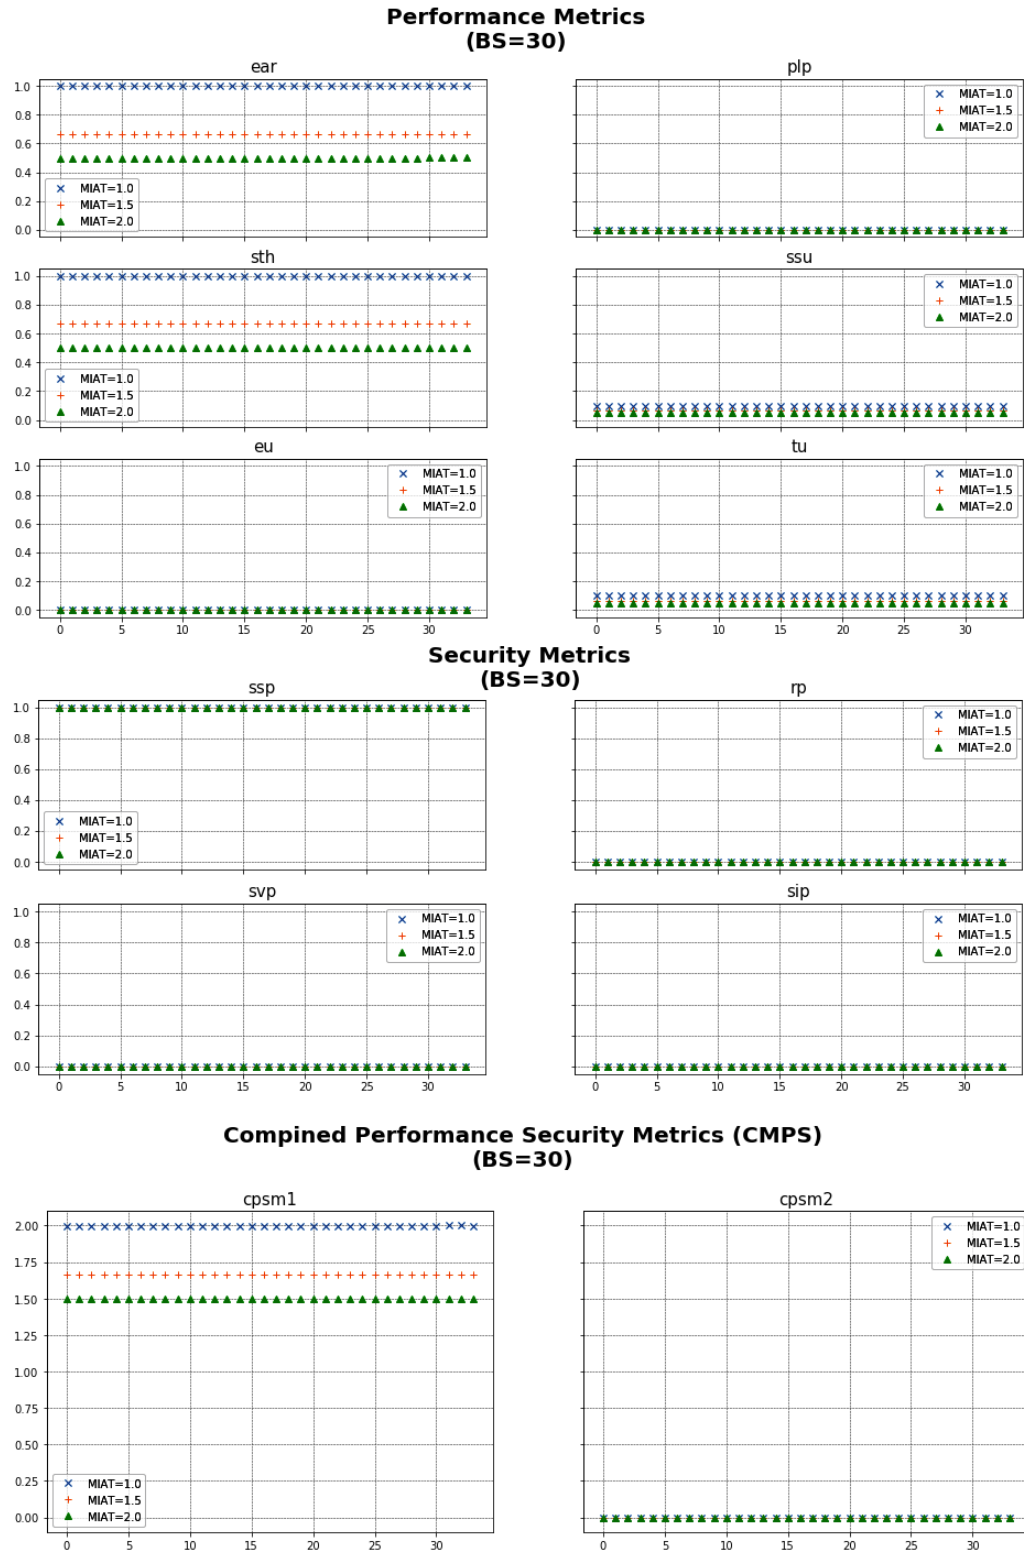 Performance Metrics
(BS=30)
ear
plp
1.0
0.8
0.6
0.4
0.2
0.0
MIAT=1.0
MIAT=1.5
MIAT=2.0
MIAT=1.0
MIAT=1.5
MIAT=2.0
sth
ssu
1.0
0.8
0.6
0.4
0.2
0.0
MIAT=1.0
MIAT=1.5
MIAT=2.0
MIAT=1.0
MIAT=1.5
MIAT=2.0
eu
tu
1.0
0.8
0.6
0.4
0.2
0.0
MIAT=1.0
MIAT=1.5
MIAT=2.0
MIAT=1.0
MIAT=1.5
MIAT=2.0
0 5 10 15 20 25 30
0 5 10 15 20 25 30
Security Metrics
(BS=30)
ssp
rp
1.0
0.8
0.6
0.4
0.2
0.0
MIAT=1.0
MIAT=1.5
MIAT=2.0
MIAT=1.0
MIAT=1.5
MIAT=2.0
svp
sip
1.0
0.8
0.6
0.4
0.2
0.0
MIAT=1.0
MIAT=1.5
MIAT=2.0
MIAT=1.0
MIAT=1.5
MIAT=2.0
0 5 10 15 20 25 30
0 5 10 15 20 25 30
Compined Performance Security Metrics (CMPS)
(BS=30)
cpsm1
cpsm2
2.00
1.75
1.50
1.25
1.00
0.75
0.50
0.25
0.00
MIAT=1.0
MIAT=1.5
MIAT=2.0
MIAT=1.0
MIAT=1.5
MIAT=2.0
0 5 10 15 20 25 30
0 5 10 15 20 25 30